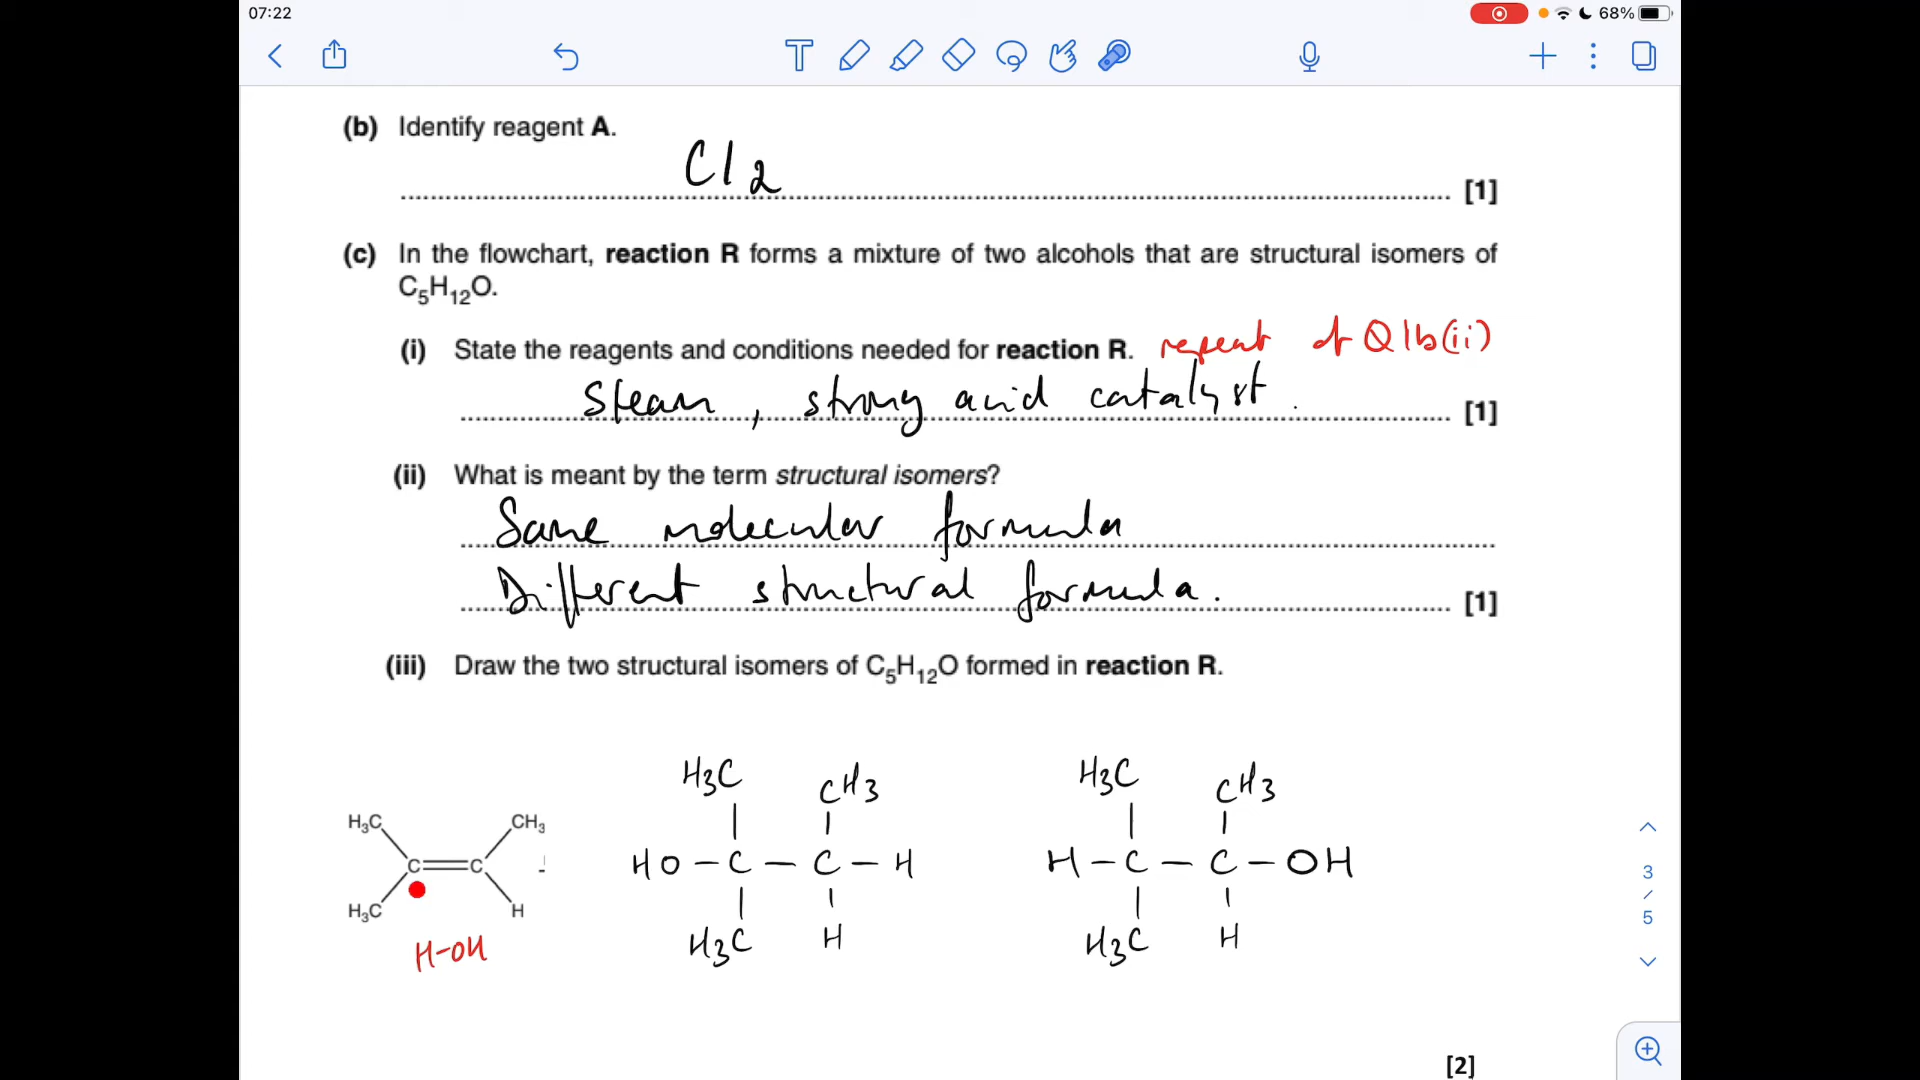 07:22
68%
(b) Identify reagent A.
Cl2
[1]
(c) In the flowchart, reaction R forms a mixture of two alcohols that are structural isomers of
C5H12O.
(i) State the reagents and conditions needed for reaction R. repeat of Q1b(ii)
Steam, strong acid catalyst. [1]
(ii) What is meant by the term structural isomers?
Same molecular formula
Different structural formula. [1]
(iii) Draw the two structural isomers of C5H12O formed in reaction R.
H3C CH3 H3C CH3
H3C CH3
C=C HO-C-C-H H-C-C-OH
H3C H
H-OH H3C H H3C H
3
/
5
[2]